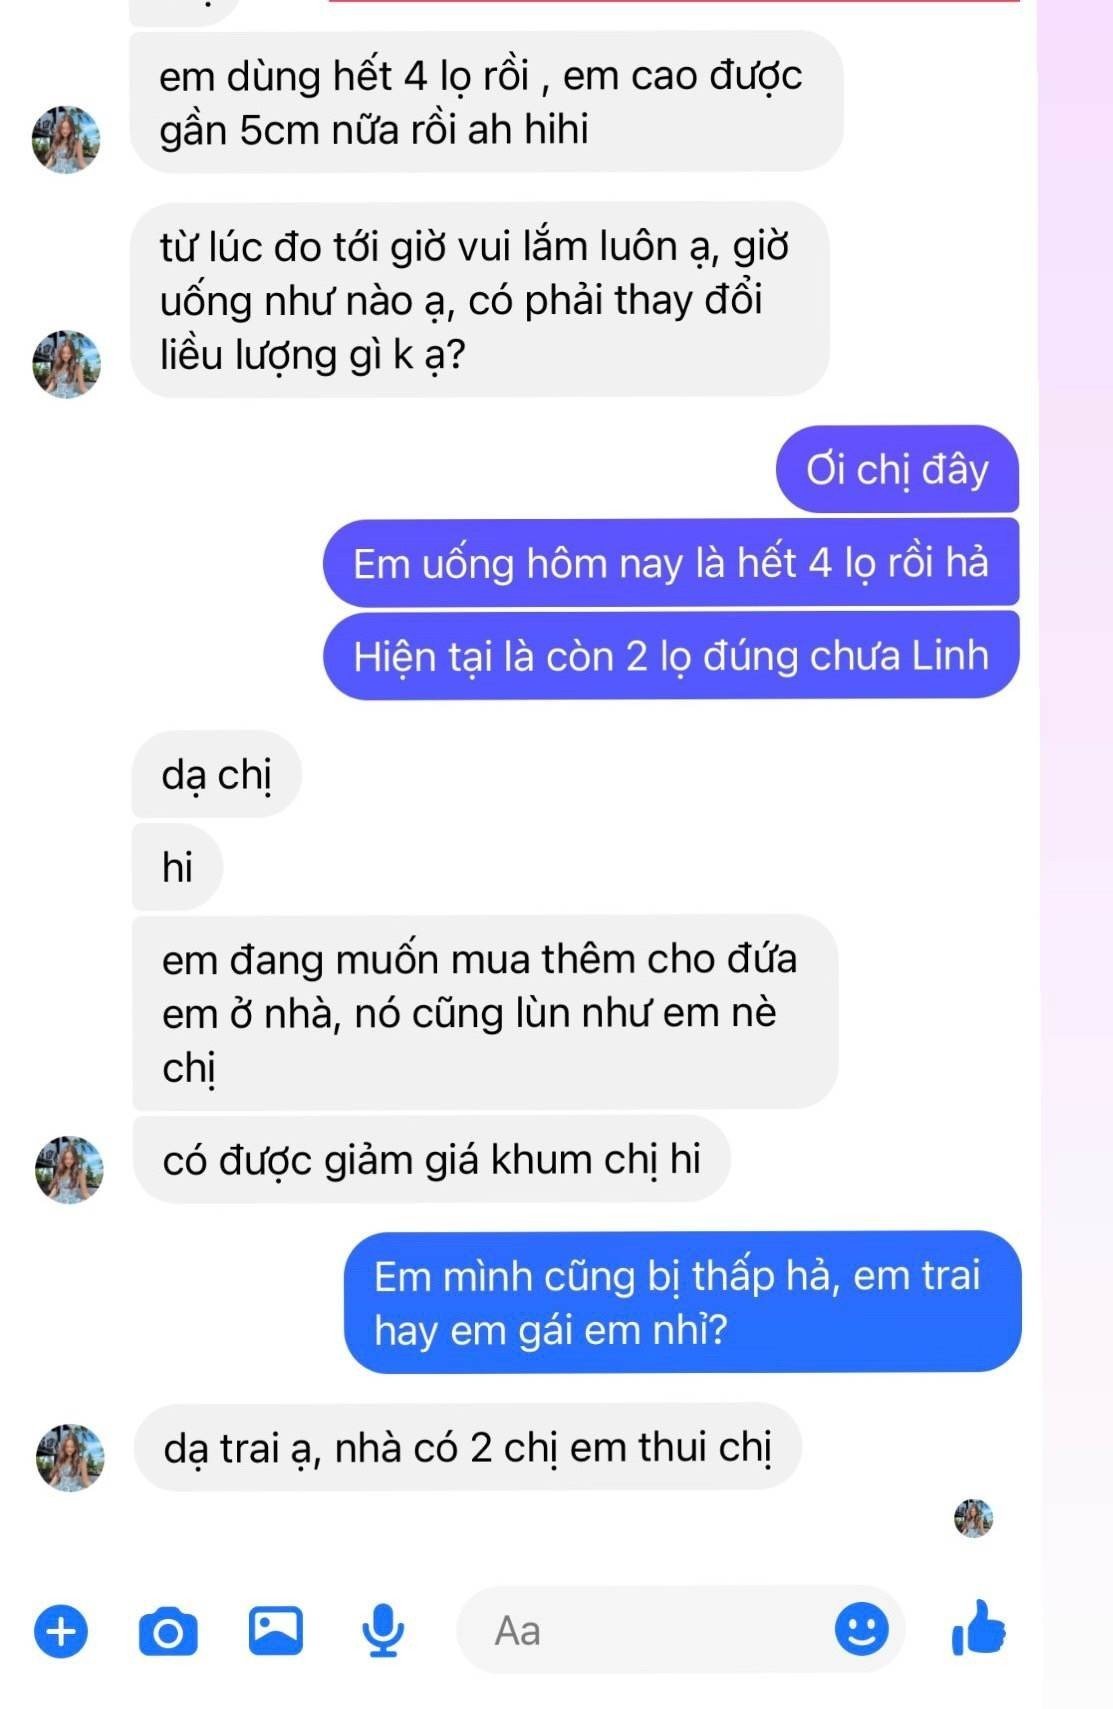 em dùng hết 4 lọ rồi , em cao được
gần 5cm nữa rồi ah hihi
từ lúc đo tới giờ vui lắm luôn ạ, giờ
uống như nào ạ, có phải thay đổi
liều lượng gì k ạ?
Ơi chị đây
Em uống hôm nay là hết 4 lọ rồi hả
Hiện tại là còn 2 lọ đúng chưa Linh
dạ chị
hi
em đang muốn mua thêm cho đứa
em ở nhà, nó cũng lùn như em nè
chị
có được giảm giá khum chị hi
Em mình cũng bị thấp hả, em trai
hay em gái em nhỉ?
dạ trai ạ, nhà có 2 chị em thui chị
Aa